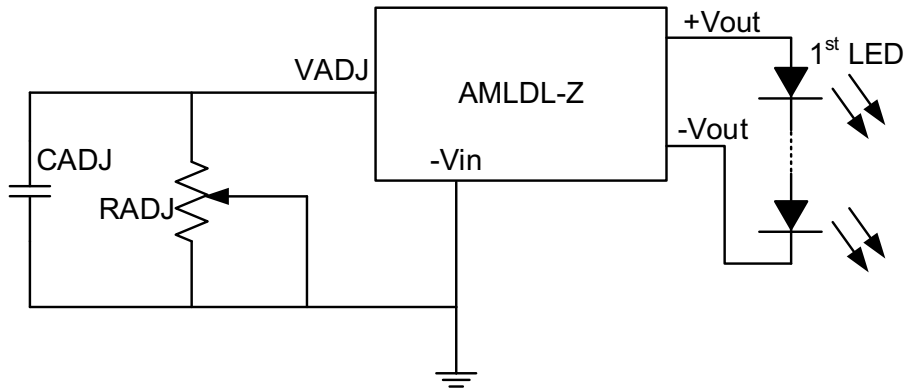 +Vout
1st LED
VADJ
AMLDL-Z
-Vout
CADJ
-Vin
RADJ